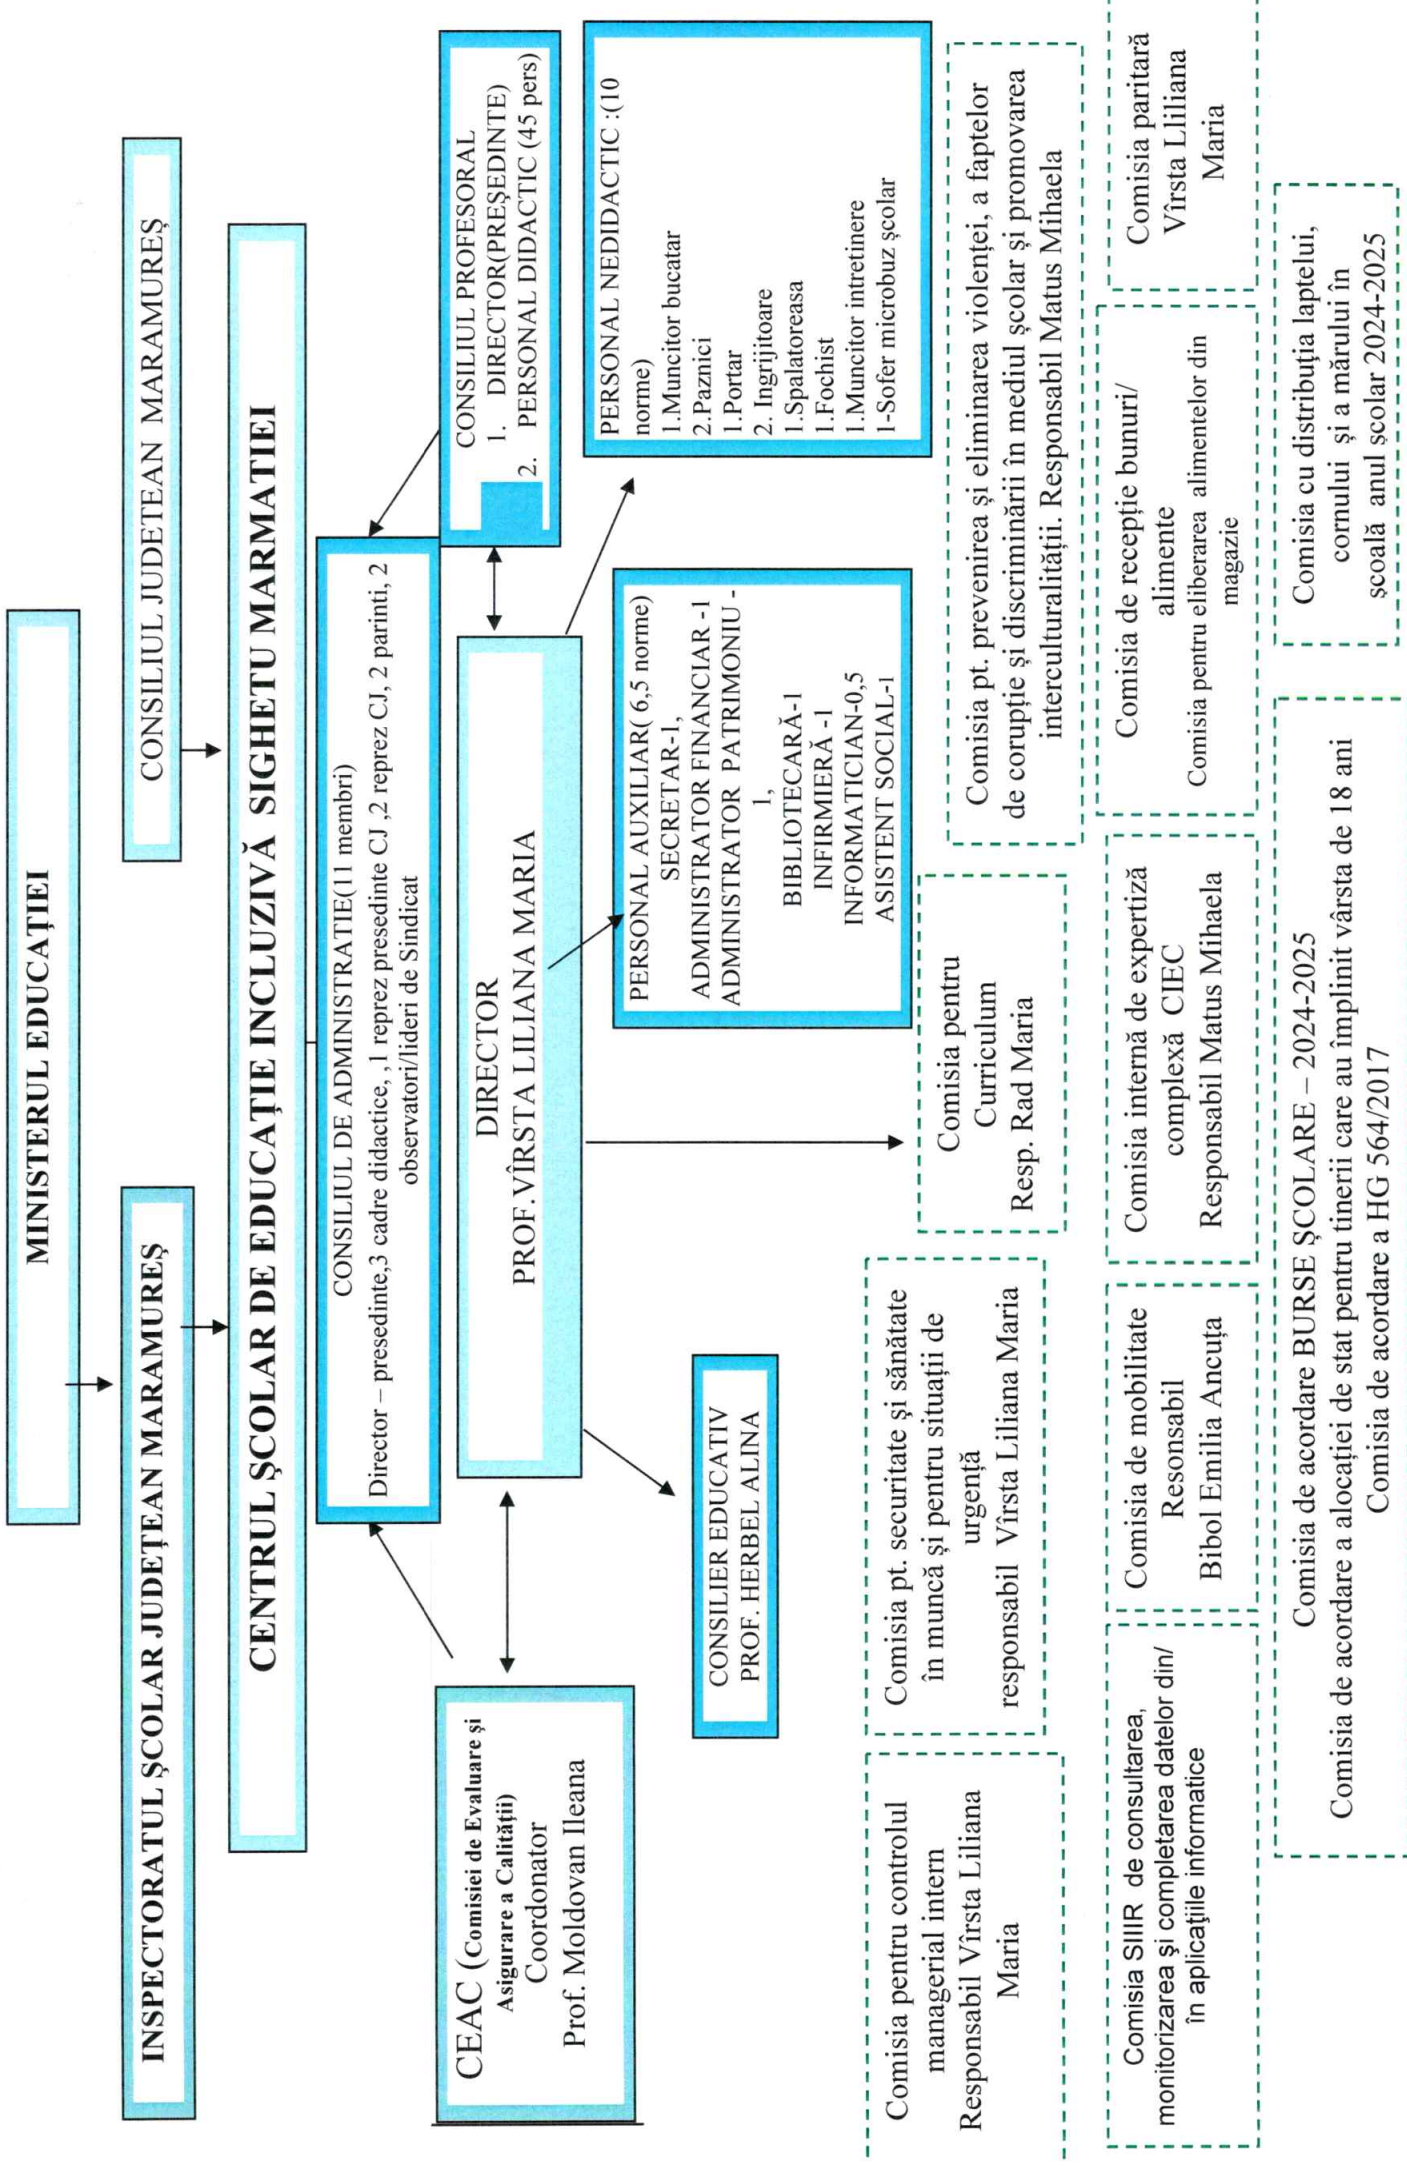 MINISTERUL EDUCAȚIEI
INSPECTORATUL ȘCOLAR JUDEȚEAN MARAMUREȘ
CONSILIUL JUDETEAN MARAMUREȘ
CENTRUL ȘCOLAR DE EDUCAȚIE INCLUZIVĂ SIGHETU MARMATIEI
CONSILIUL DE ADMINISTRATIE(11 membri)
Director – presedinte,3 cadre didactice, ,1 reprez presedinte CJ ,2 reprez CJ, 2 parinti, 2
observatori/lideri de Sindicat
CEAC (Comisiei de Evaluare și
Asigurare a Calității)
Coordonator
Prof. Moldovan Ileana
DIRECTOR
PROF.VÎRSTA LILIANA MARIA
CONSILIUL PROFESORAL
1. DIRECTOR(PREȘEDINTE)
2. PERSONAL DIDACTIC (45 pers)
CONSILIER EDUCATIV
PROF. HERBEL ALINA
PERSONAL AUXILIAR( 6,5 norme)
SECRETAR-1,
ADMINISTRATOR FINANCIAR -1
ADMINISTRATOR PATRIMONIU -
1,
BIBLIOTECARĂ-1
INFIRMIERĂ -1
INFORMATICIAN-0,5
ASISTENT SOCIAL-1
PERSONAL NEDIDACTIC :(10
norme)
1.Muncitor bucatar
2.Paznici
1.Portar
2. Ingrijitoare
1.Spalatoreasa
1.Fochist
1.Muncitor intretinere
1-Sofer microbuz școlar
Comisia pentru controlul
managerial intern
Responsabil Vîrsta Liliana
Maria
Comisia pt. securitate și sănătate
în muncă și pentru situații de
urgență
responsabil Vîrsta Liliana Maria
Comisia pentru
Curriculum
Resp. Rad Maria
Comisia pt. prevenirea și eliminarea violenței, a faptelor
de corupție și discriminării în mediul școlar și promovarea
interculturalității. Responsabil Matus Mihaela
Comisia SIIIR de consultarea,
monitorizarea și completarea datelor din/
în aplicațiile informatice
Comisia de mobilitate
Resonsabil
Bibol Emilia Ancuța
Comisia internă de expertiză
complexă CIEC
Responsabil Matus Mihaela
Comisia de recepție bunuri/
alimente
Comisia pentru eliberarea alimentelor din
magazie
Comisia paritară
Vîrsta Lliliana
Maria
Comisia de acordare BURSE ȘCOLARE – 2024-2025
Comisia de acordare a alocației de stat pentru tinerii care au împlinit vârsta de 18 ani
Comisia de acordare a HG 564/2017
Comisia cu distribuția laptelui,
cornului și a mărului în
școală anul școlar 2024-2025